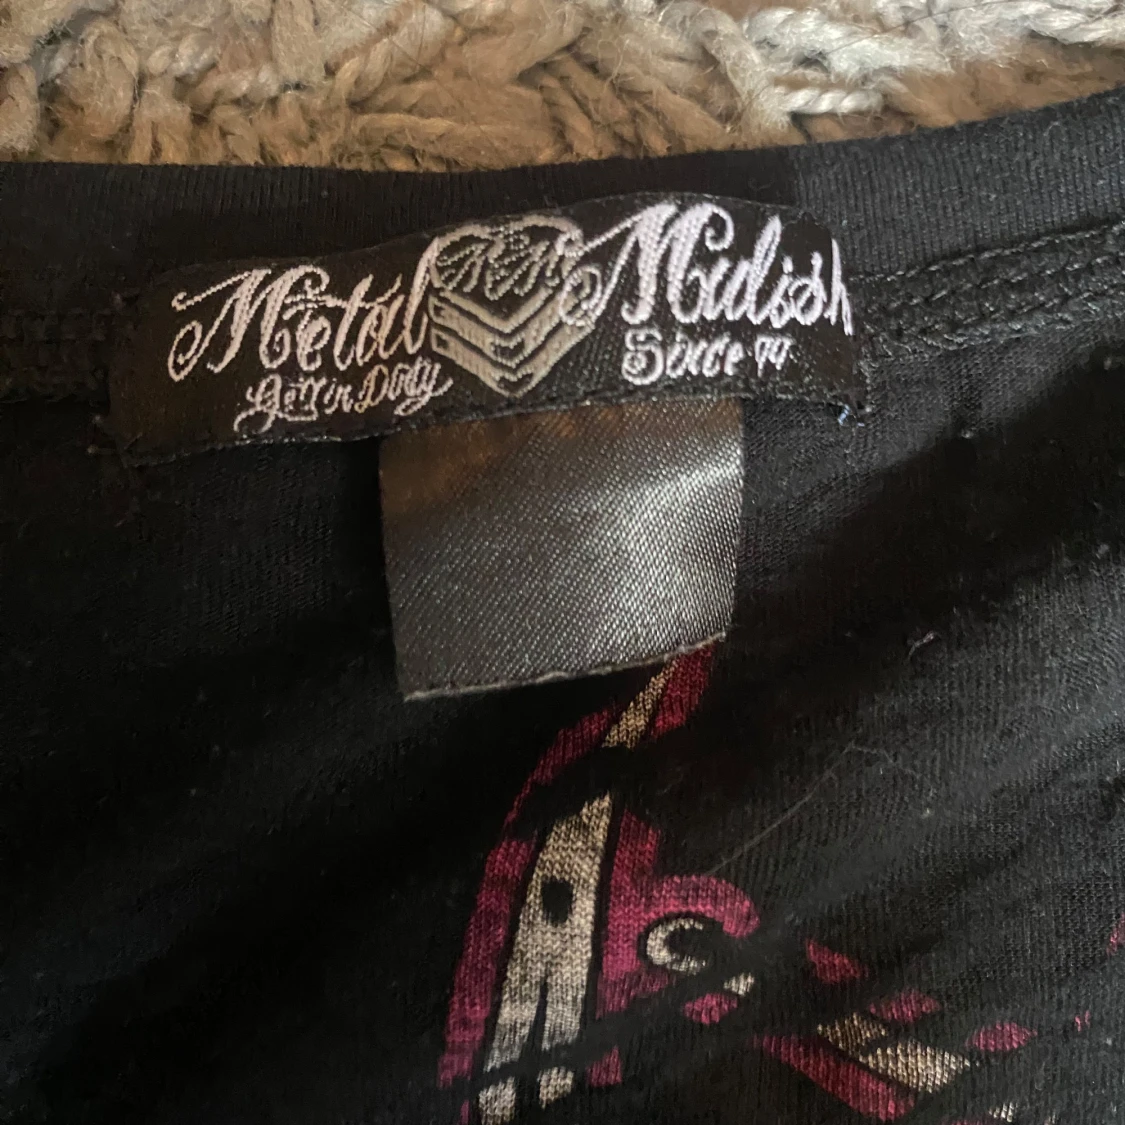 Metal Mulisha
Gettin Dirty
Since 99